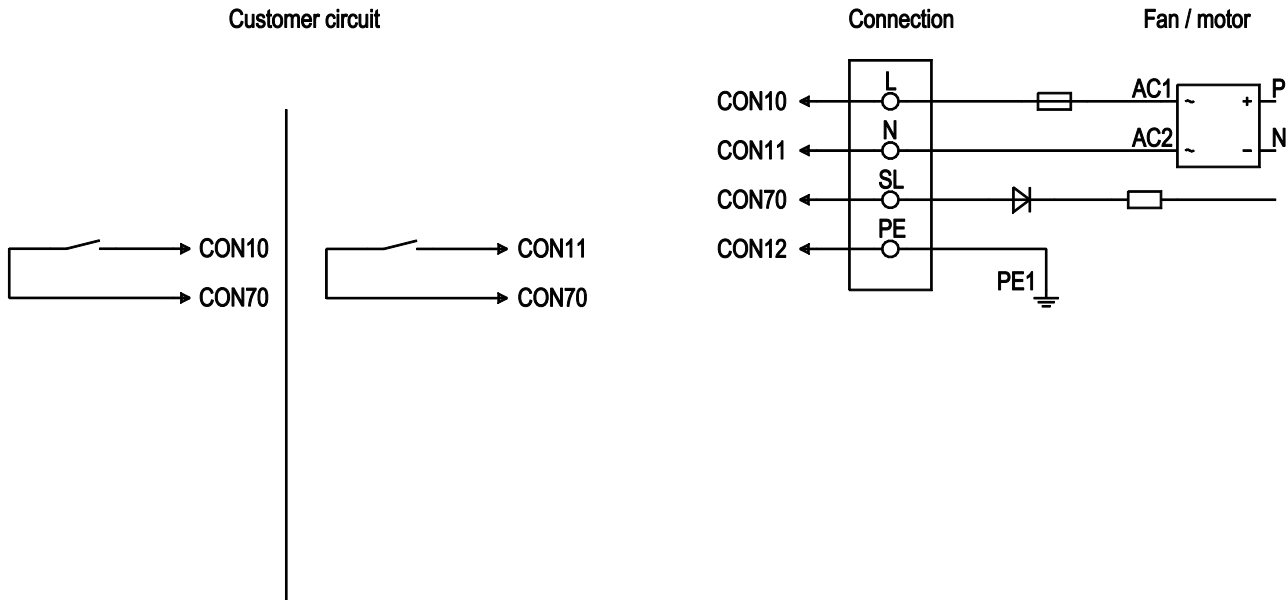 Customer circuit
CON10
CON70
CON11
CON70
Connection
Fan / motor
CON10
L
AC1
~
+
P
CON11
N
AC2
~
–
N
CON70
SL
CON12
PE
PE1